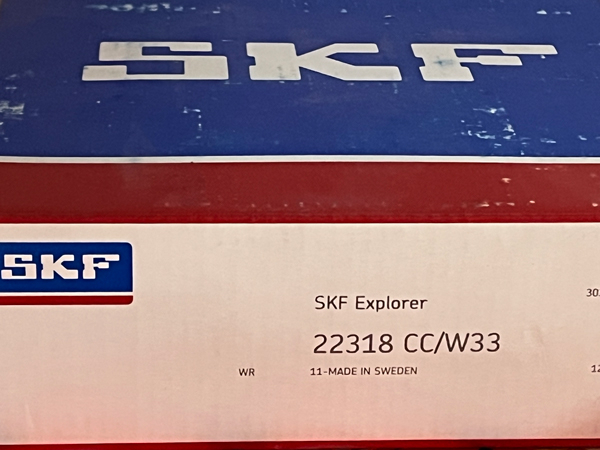 SKF
SKF
SKF Explorer
22318 CC/W33
WR 11-MADE IN SWEDEN